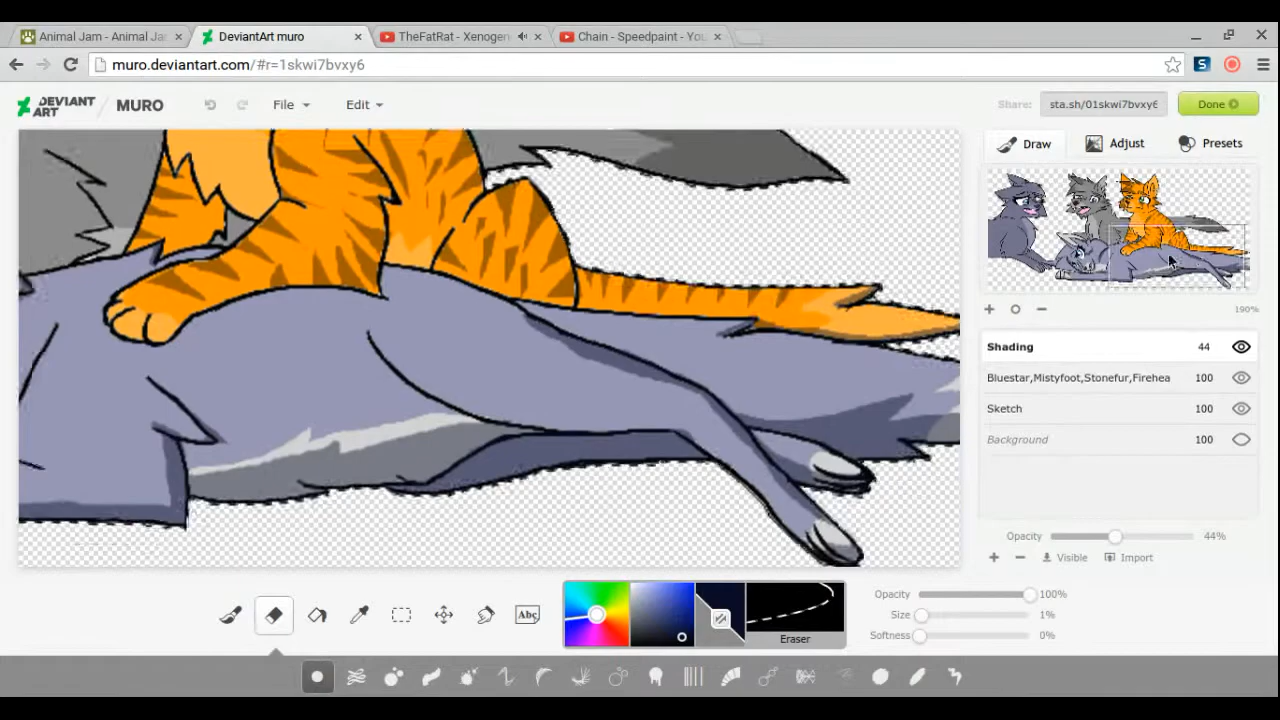 Animal Jam - Animal Ja
DeviantArt muro
TheFatRat - Xenogen
Chain - Speedpaint - You
muro.deviantart.com/#r=1skwi7bvxy6
S
DEVIANT ART / MURO
File
Edit
Share:
sta.sh/01skwi7bvxy6
Done
Draw
Adjust
Presets
190%
Shading 44
Bluestar,Mistyfoot,Stonefur,Firehea 100
Sketch 100
Background 100
Opacity 44%
Visible
Import
Abc
Eraser
Opacity 100%
Size 1%
Softness 0%